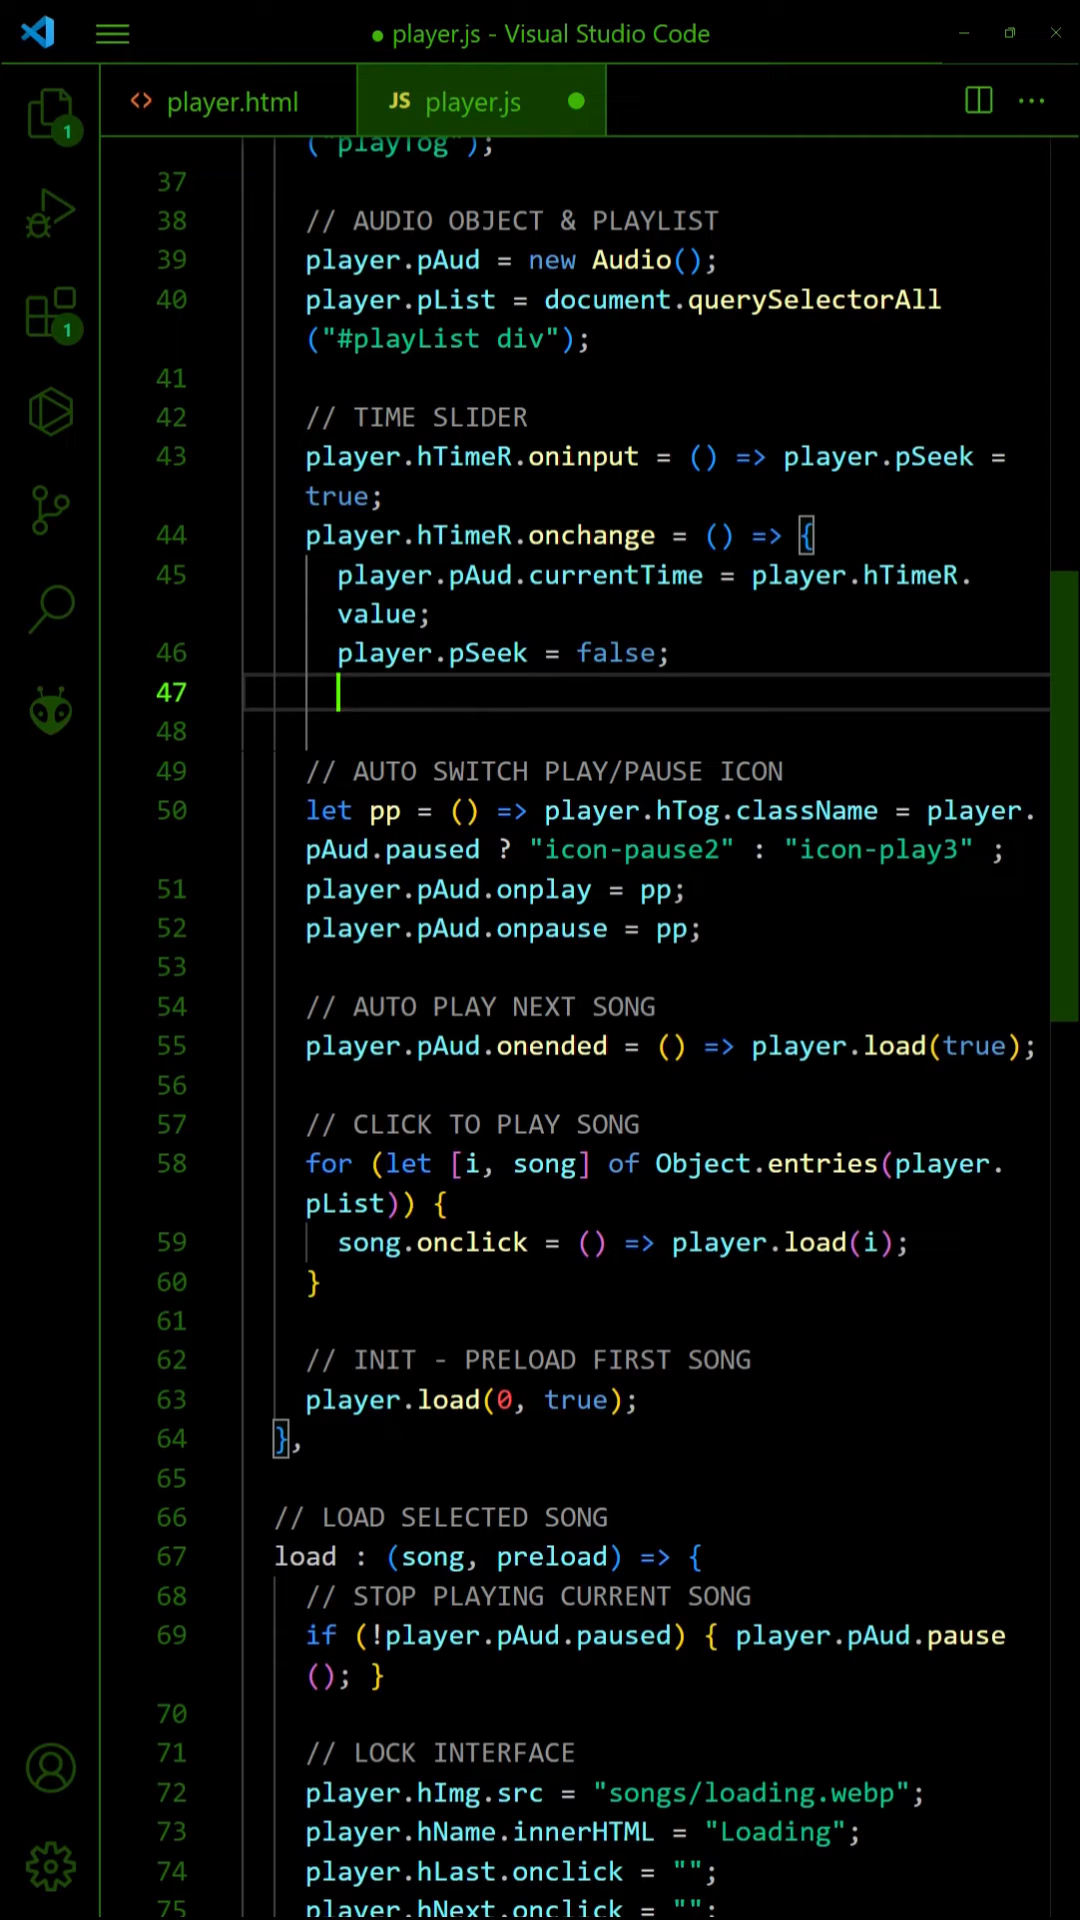 ● player.js - Visual Studio Code
<> player.html
JS player.js
1
1
("playTog");
37
38 // AUDIO OBJECT & PLAYLIST
39 player.pAud = new Audio();
40 player.pList = document.querySelectorAll
("#playList div");
41
42 // TIME SLIDER
43 player.hTimeR.oninput = () => player.pSeek =
true;
44 player.hTimeR.onchange = () => {
45 player.pAud.currentTime = player.hTimeR.
value;
46 player.pSeek = false;
47
48
49 // AUTO SWITCH PLAY/PAUSE ICON
50 let pp = () => player.hTog.className = player.
pAud.paused ? "icon-pause2" : "icon-play3" ;
51 player.pAud.onplay = pp;
52 player.pAud.onpause = pp;
53
54 // AUTO PLAY NEXT SONG
55 player.pAud.onended = () => player.load(true);
56
57 // CLICK TO PLAY SONG
58 for (let [i, song] of Object.entries(player.
pList)) {
59 song.onclick = () => player.load(i);
60 }
61
62 // INIT - PRELOAD FIRST SONG
63 player.load(0, true);
64 },
65
66 // LOAD SELECTED SONG
67 load : (song, preload) => {
68 // STOP PLAYING CURRENT SONG
69 if (!player.pAud.paused) { player.pAud.pause
(); }
70
71 // LOCK INTERFACE
72 player.hImg.src = "songs/loading.webp";
73 player.hName.innerHTML = "Loading";
74 player.hLast.onclick = "";
75 player.hNext.onclick = "";